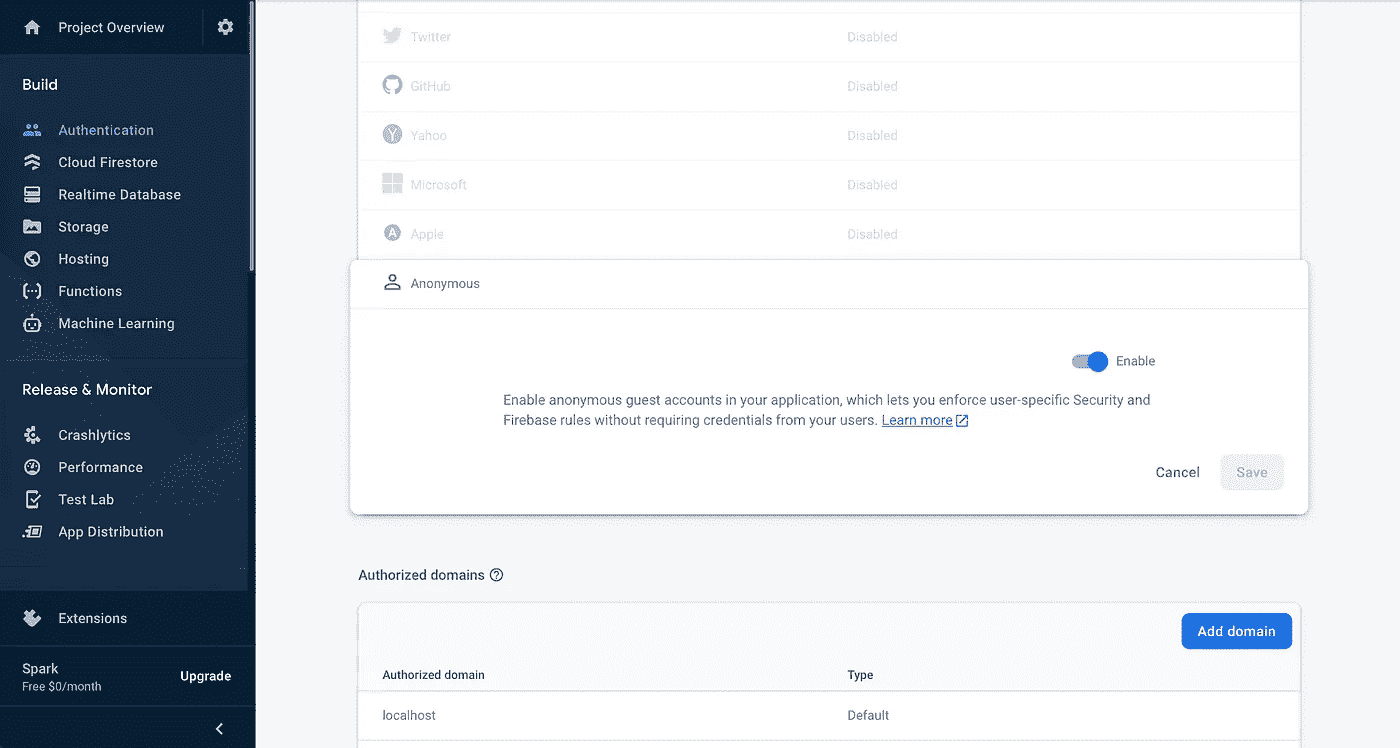 Project Overview
Build
Authentication
Cloud Firestore
Realtime Database
Storage
Hosting
Functions
Machine Learning
Release & Monitor
Crashlytics
Performance
Test Lab
App Distribution
Extensions
Spark
Free $0/month
Upgrade
Twitter Disabled
GitHub Disabled
Yahoo Disabled
Microsoft Disabled
Apple Disabled
Anonymous
Enable
Enable anonymous guest accounts in your application, which lets you enforce user-specific Security and
Firebase rules without requiring credentials from your users. Learn more
Cancel Save
Authorized domains
Add domain
Authorized domain Type
localhost Default